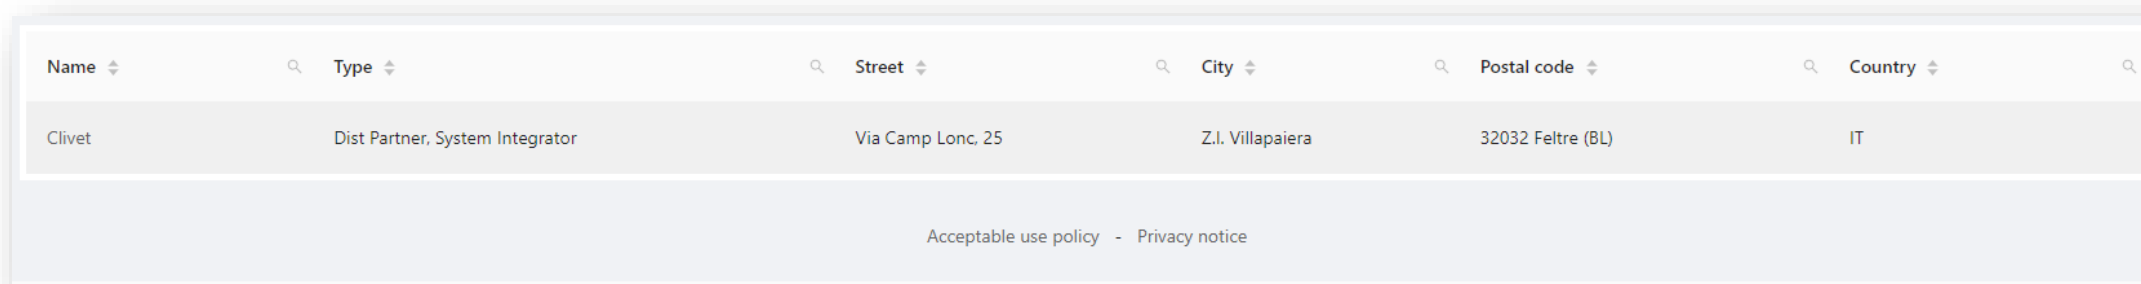 Name Type Street City Postal code Country
Clivet Dist Partner, System Integrator Via Camp Lonc, 25 Z.I. Villapaiera 32032 Feltre (BL) IT
Acceptable use policy - Privacy notice